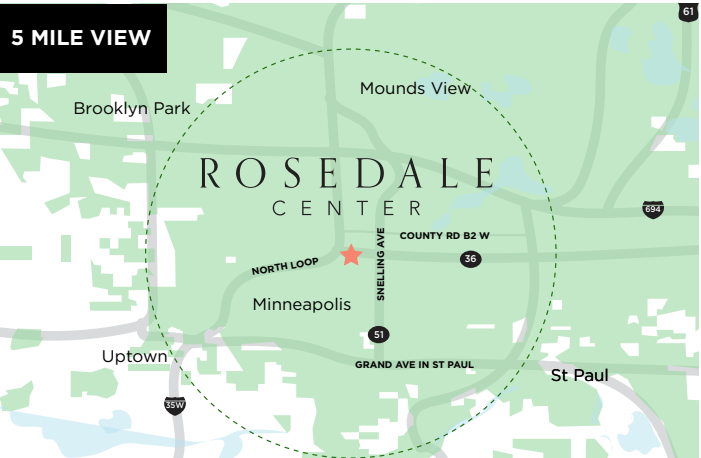 61
5 MILE VIEW
Mounds View
Brooklyn Park
ROSEDALE
CENTER
694
COUNTY RD B2 W
SNELLING AVE
36
NORTH LOOP
Minneapolis
51
Uptown
GRAND AVE IN ST PAUL
St Paul
35W